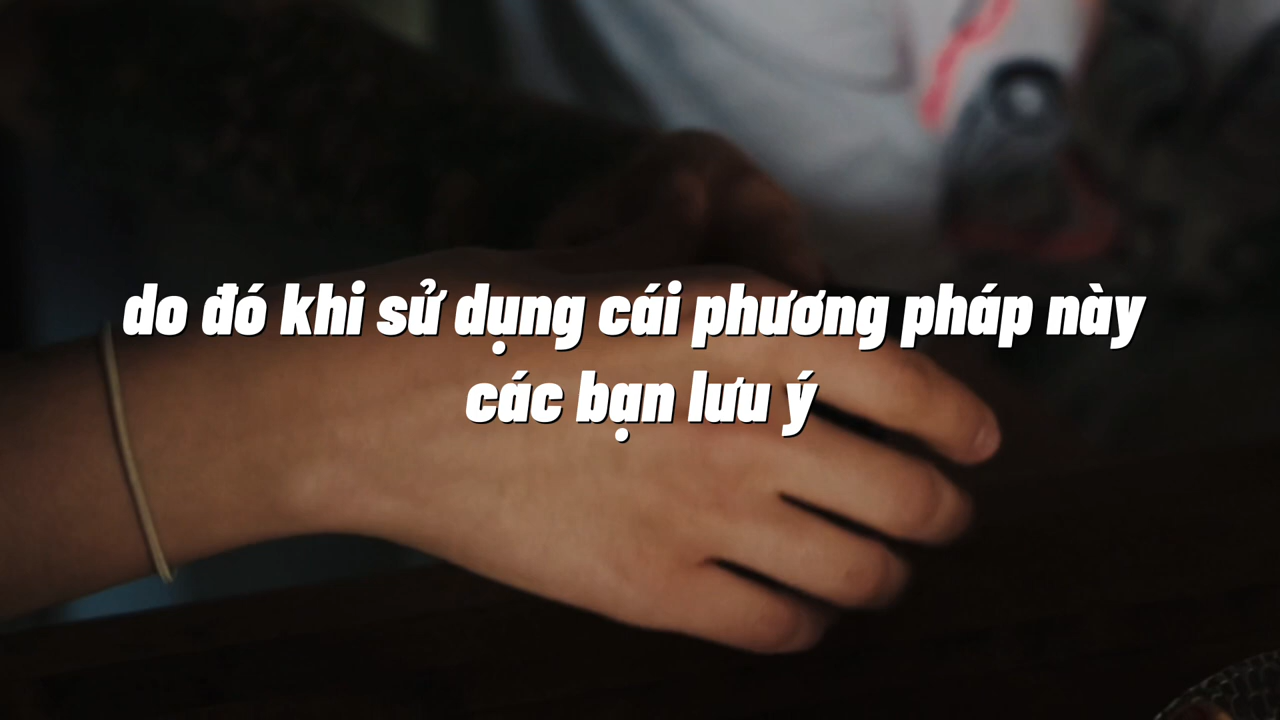 do đó khi sử dụng cái phương pháp này
các bạn lưu ý